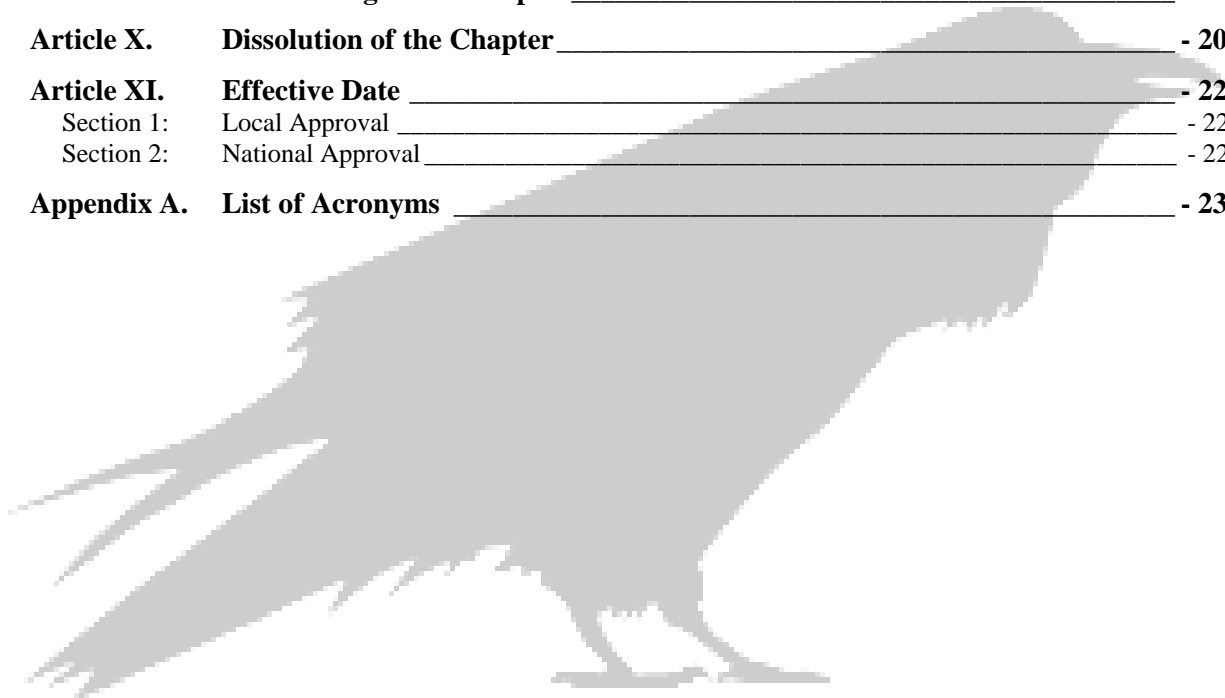 Article X. Dissolution of the Chapter - 20
Article XI. Effective Date - 22
Section 1: Local Approval - 22
Section 2: National Approval - 22
Appendix A. List of Acronyms - 23